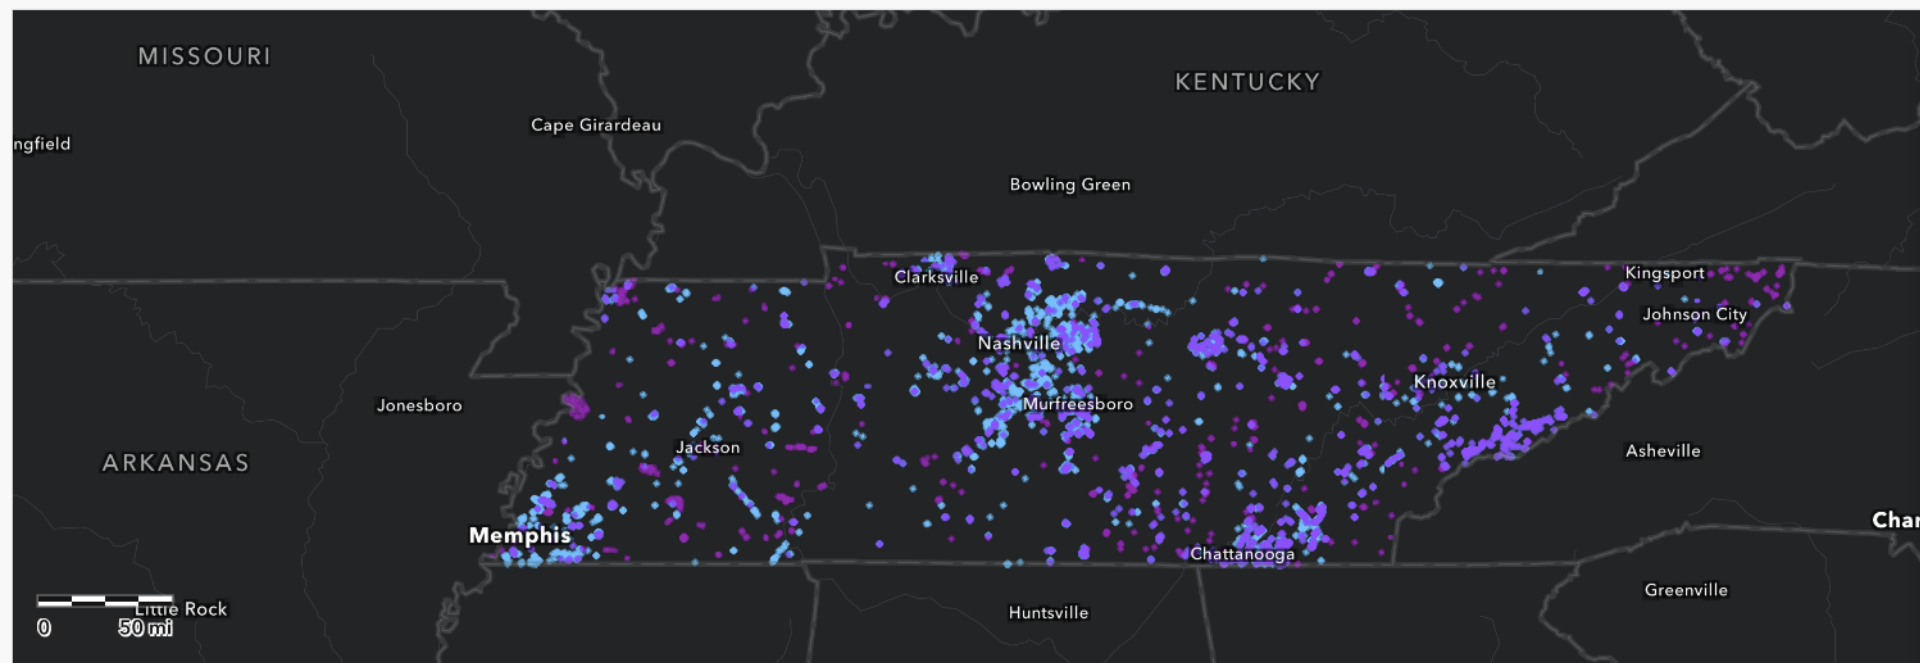 MISSOURI
KENTUCKY
Cape Girardeau
ngfield
Bowling Green
Clarksville
Kingsport
Johnson City
Nashville
Knoxville
Jonesboro
Murfreesboro
Jackson
Asheville
ARKANSAS
Char
Memphis
Chattanooga
Greenville
Little Rock
Huntsville
0 50 mi